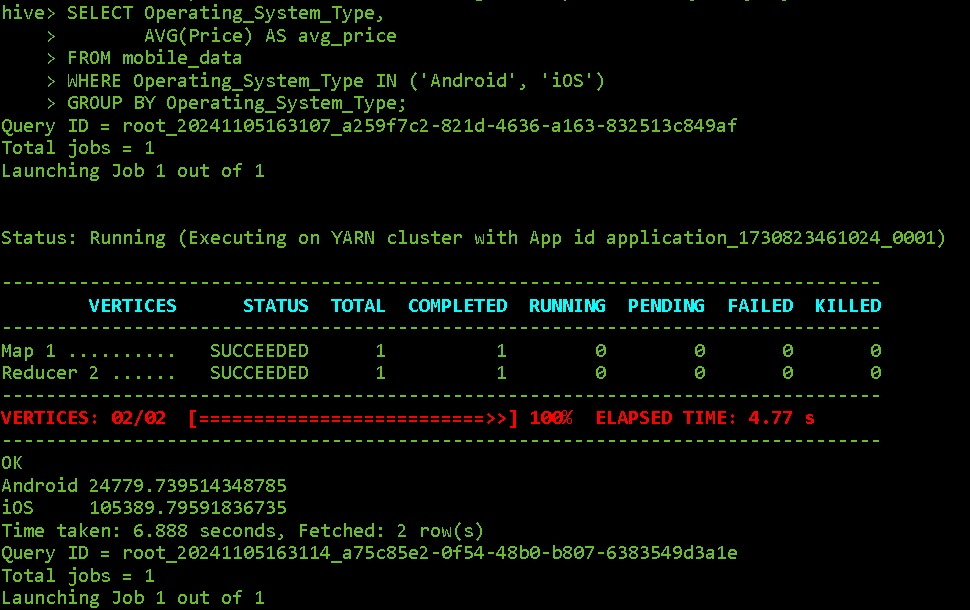 hive> SELECT Operating_System_Type,
    >        AVG(Price) AS avg_price
    > FROM mobile_data
    > WHERE Operating_System_Type IN ('Android', 'iOS')
    > GROUP BY Operating_System_Type;
Query ID = root_20241105163107_a259f7c2-821d-4636-a163-832513c849af
Total jobs = 1
Launching Job 1 out of 1
Status: Running (Executing on YARN cluster with App id application_1730823461024_0001)
--------------------------------------------------------------------------------
        VERTICES      STATUS  TOTAL  COMPLETED  RUNNING  PENDING  FAILED  KILLED
--------------------------------------------------------------------------------
Map 1 ..........   SUCCEEDED      1          1        0        0       0       0
Reducer 2 ......   SUCCEEDED      1          1        0        0       0       0
--------------------------------------------------------------------------------
VERTICES: 02/02  [==========================>>] 100%  ELAPSED TIME: 4.77 s
--------------------------------------------------------------------------------
OK
Android 24779.739514348785
iOS     105389.79591836735
Time taken: 6.888 seconds, Fetched: 2 row(s)
Query ID = root_20241105163114_a75c85e2-0f54-48b0-b807-6383549d3a1e
Total jobs = 1
Launching Job 1 out of 1